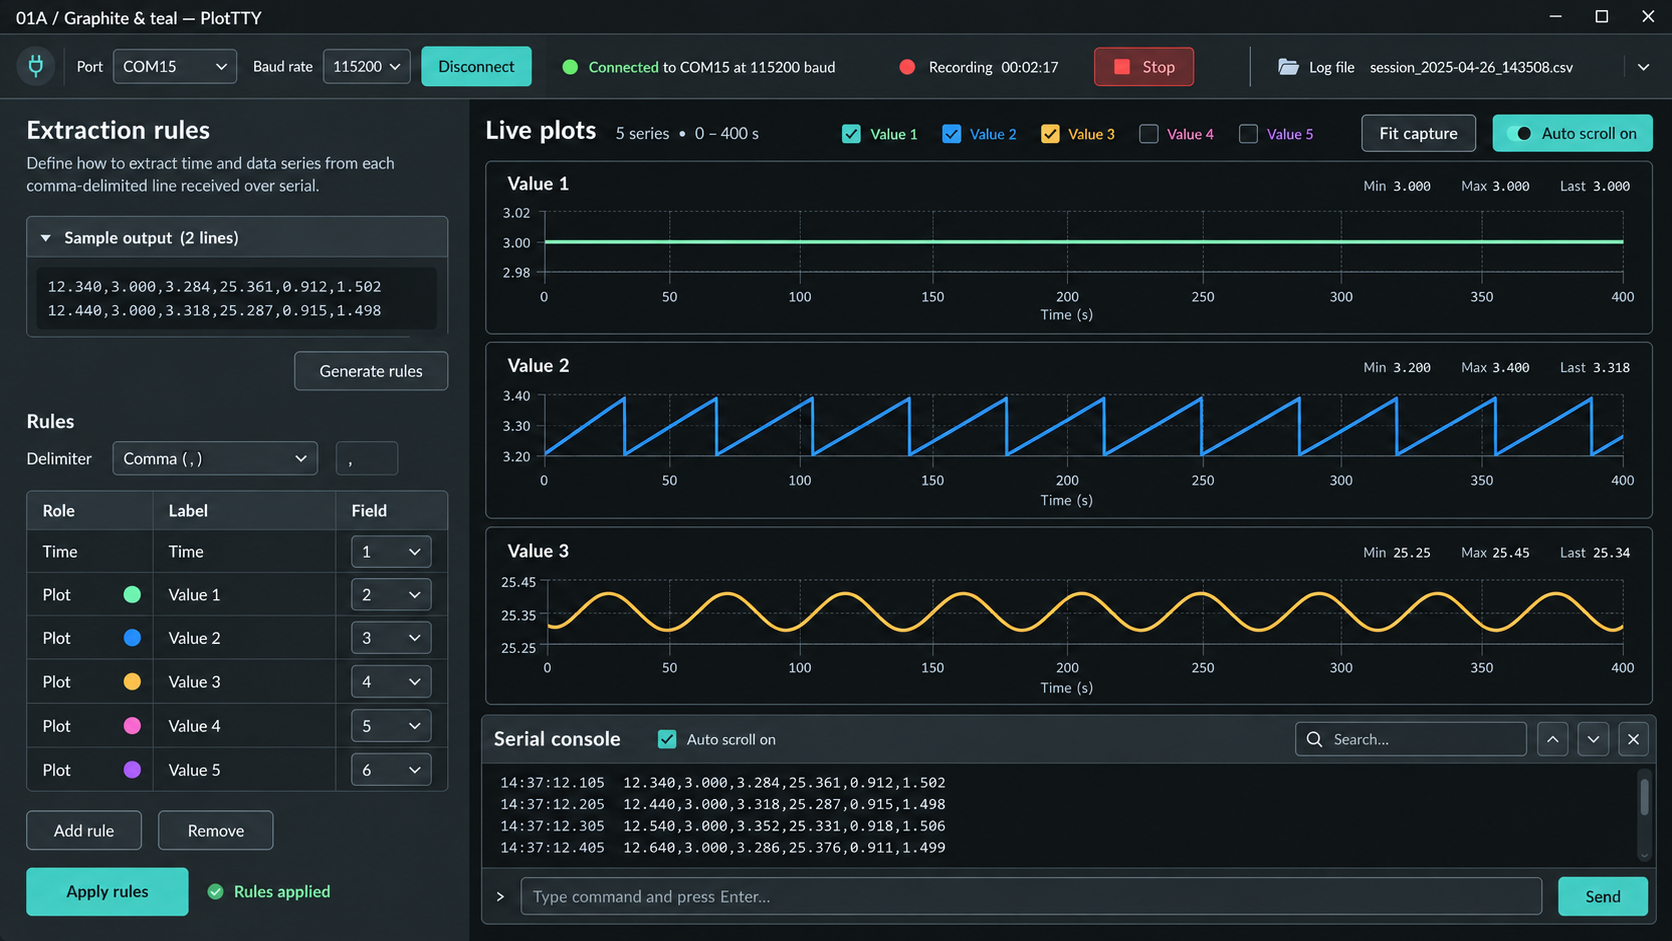 01A / Graphite & teal — PlotTTY
Port COM15 Baud rate 115200 Disconnect Connected to COM15 at 115200 baud Recording 00:02:17 Stop Log file session_2025-04-26_143508.csv
Extraction rules
Define how to extract time and data series from each
comma-delimited line received over serial.
Sample output (2 lines)
12.340,3.000,3.284,25.361,0.912,1.502
12.440,3.000,3.318,25.287,0.915,1.498
Generate rules
Rules
Delimiter Comma (,) ,
Role Label Field
Time Time 1
Plot Value 1 2
Plot Value 2 3
Plot Value 3 4
Plot Value 4 5
Plot Value 5 6
Add rule Remove
Apply rules Rules applied
Live plots 5 series • 0 – 400 s Value 1 Value 2 Value 3 Value 4 Value 5 Fit capture Auto scroll on
Value 1 Min 3.000 Max 3.000 Last 3.000
3.02
3.00
2.98
0 50 100 150 200 250 300 350 400
Time (s)
Value 2 Min 3.200 Max 3.400 Last 3.318
3.40
3.30
3.20
0 50 100 150 200 250 300 350 400
Time (s)
Value 3 Min 25.25 Max 25.45 Last 25.34
25.45
25.35
25.25
0 50 100 150 200 250 300 350 400
Time (s)
Serial console Auto scroll on Search...
14:37:12.105 12.340,3.000,3.284,25.361,0.912,1.502
14:37:12.205 12.440,3.000,3.318,25.287,0.915,1.498
14:37:12.305 12.540,3.000,3.352,25.331,0.918,1.506
14:37:12.405 12.640,3.000,3.286,25.376,0.911,1.499
> Type command and press Enter... Send